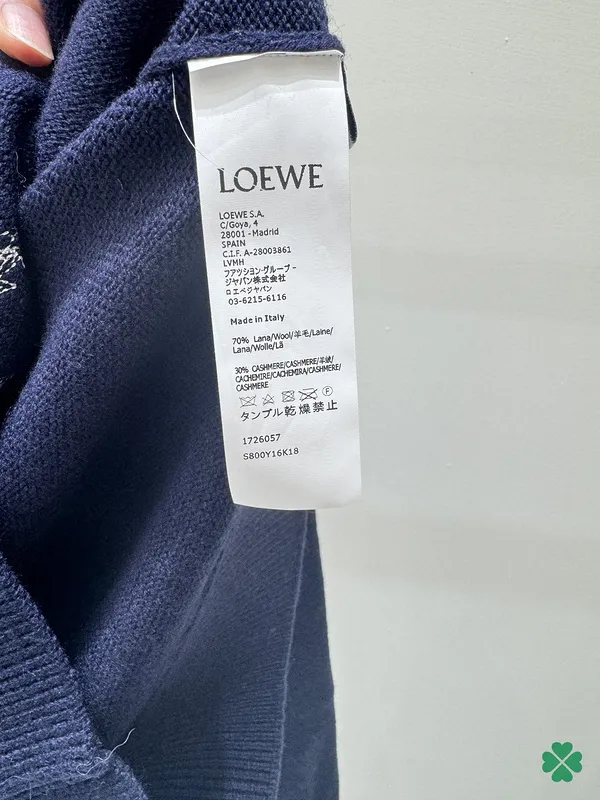 LOEWE
LOEWE S.A.
C/Goya, 4
28001 - Madrid
SPAIN
C.I.F. A-28003861
LVMH
フアツシヨン·グループ -
ジャパン株式会社
ロエベジャパン
03-6215-6116
Made in Italy
70% Lana/Wool/羊毛/Laine/
Lana/Wolle/Lã
30% CASHMERE/CASHMERE/羊绒/
CACHEMIRE/CACHEMIRA/CASHMERE/
CASHMERE
F
タンブル乾燥禁止
1726057
S800Y16K18